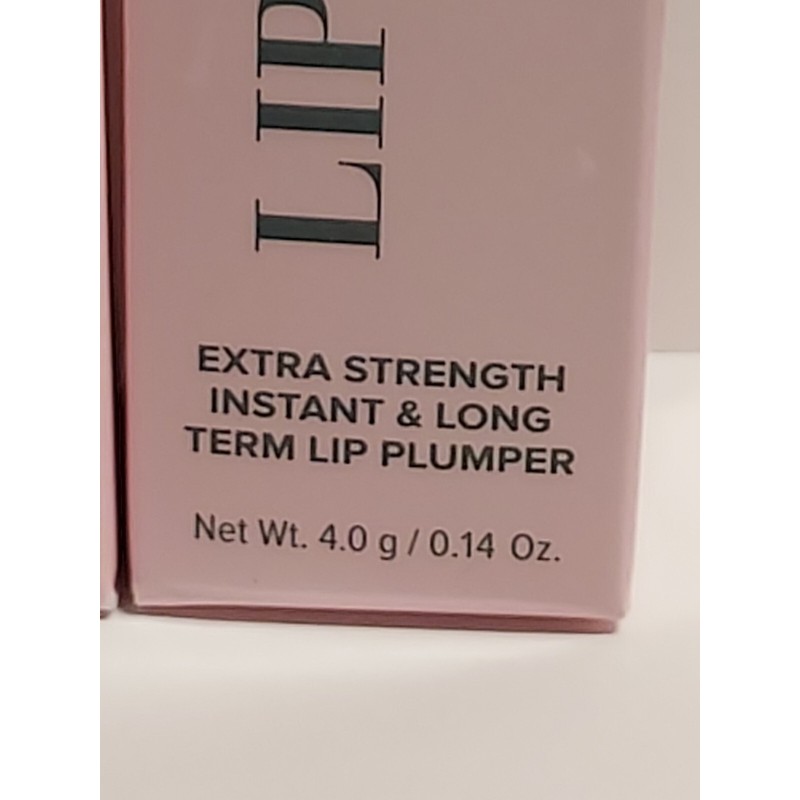 LIP
EXTRA STRENGTH
INSTANT & LONG
TERM LIP PLUMPER
Net Wt. 4.0 g / 0.14 Oz.